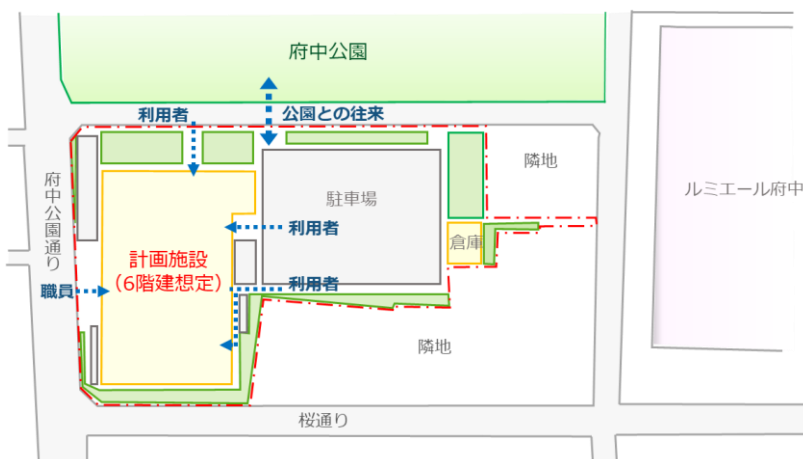 府中公園
利用者
公園との往来
隣地
駐車場
ルミエール府中
府中公園通り
利用者
倉庫
計画施設
（6階建想定）
利用者
職員
隣地
桜通り